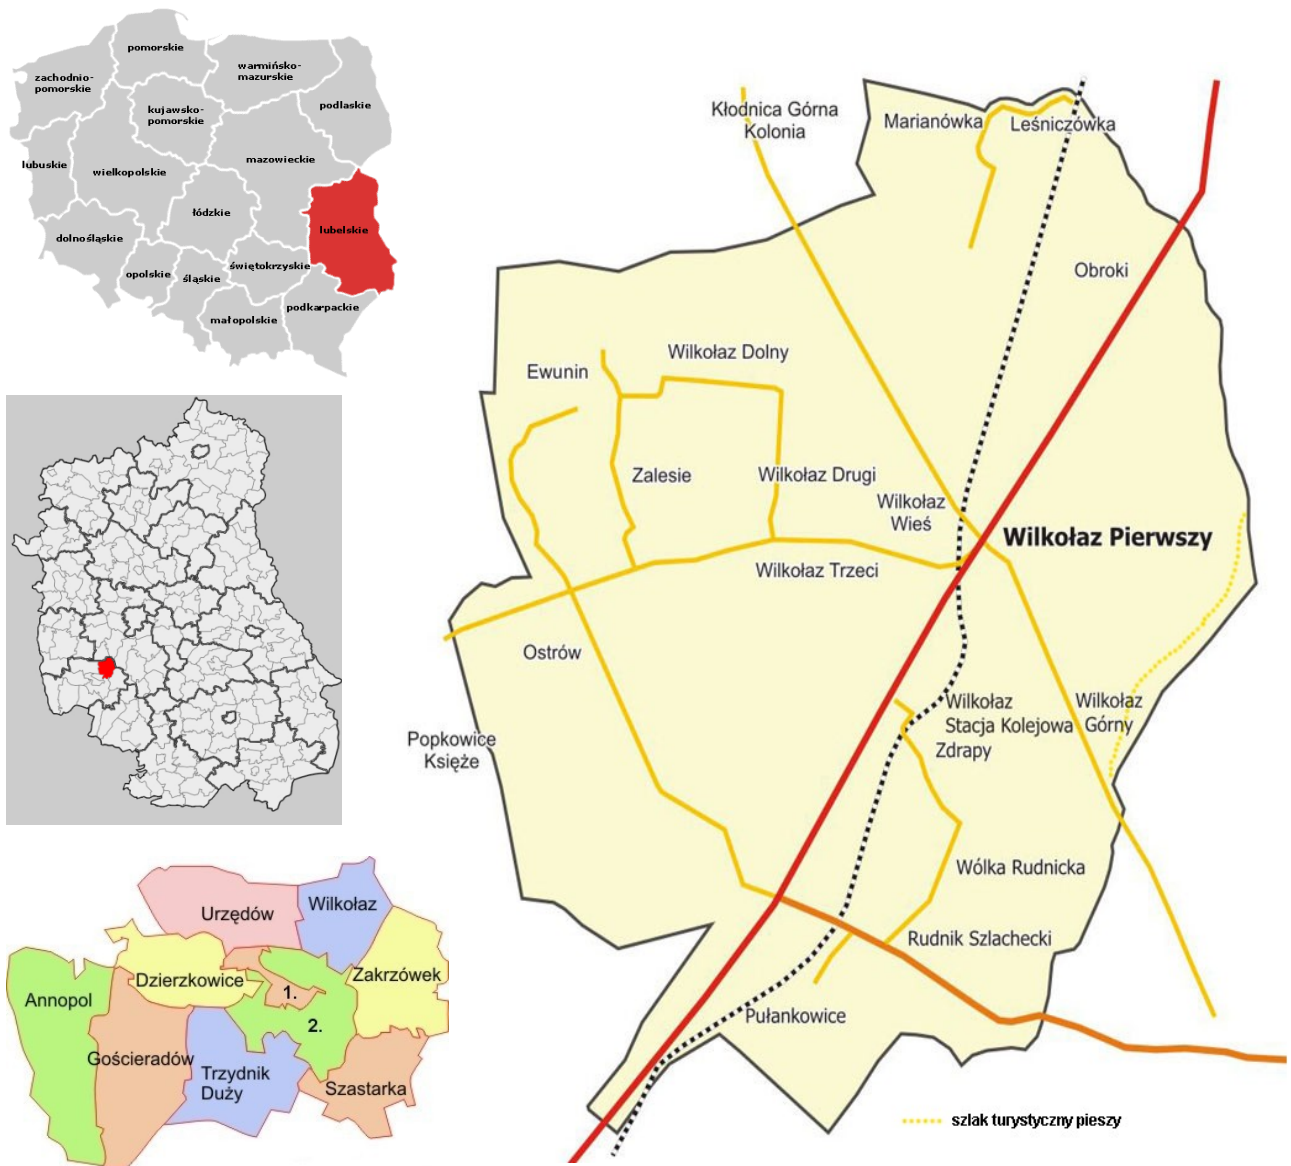 pomorskie
warmińsko-
mazurskie
zachodnio-
pomorskie
podlaskie
kujawsko-
pomorskie
mazowieckie
lubuskie
wielkopolskie
łódzkie
lubelskie
dolnośląskie
opolskie
śląskie
świętokrzyskie
podkarpackie
małopolskie
Urzędów
Wilkołaz
Zakrzówek
Dzierzkowice
Annopol
1.
2.
Gościeradów
Trzydnik
Duży
Szastarka
Kłodnica Górna
Kolonia
Marianówka
Leśniczówka
Obroki
Wilkołaz Dolny
Ewunin
Zalesie
Wilkołaz Drugi
Wilkołaz
Wieś
Wilkołaz Pierwszy
Wilkołaz Trzeci
Ostrów
Wilkołaz
Stacja Kolejowa
Zdrapy
Wilkołaz
Górny
Popkowice
Księże
Wólka Rudnicka
Rudnik Szlachecki
Pułankowice
szlak turystyczny pieszy